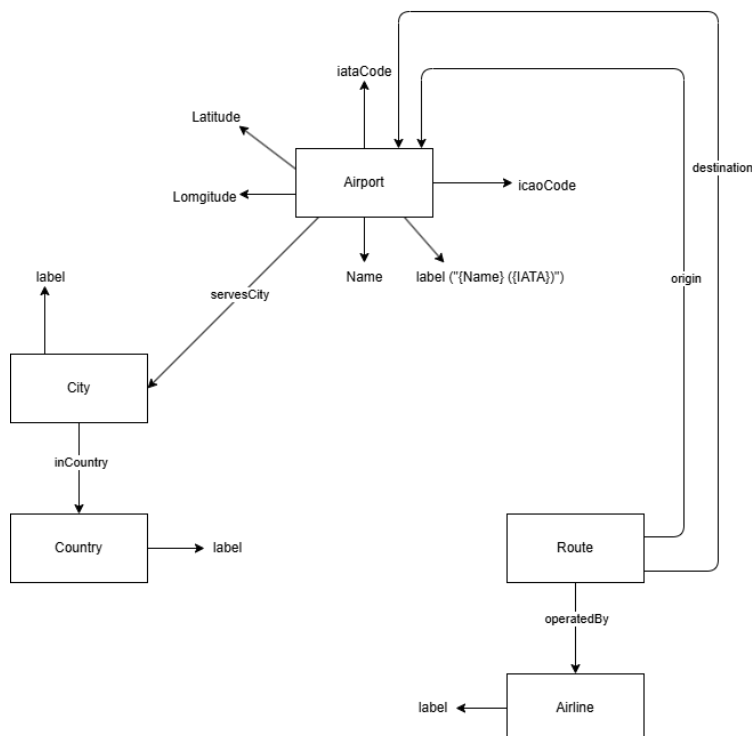 iataCode
Latitude
destination
Airport
icaoCode
Lomgitude
label
Name
label ("{Name} ({IATA})")
origin
servesCity
City
inCountry
Country
label
Route
operatedBy
label
Airline